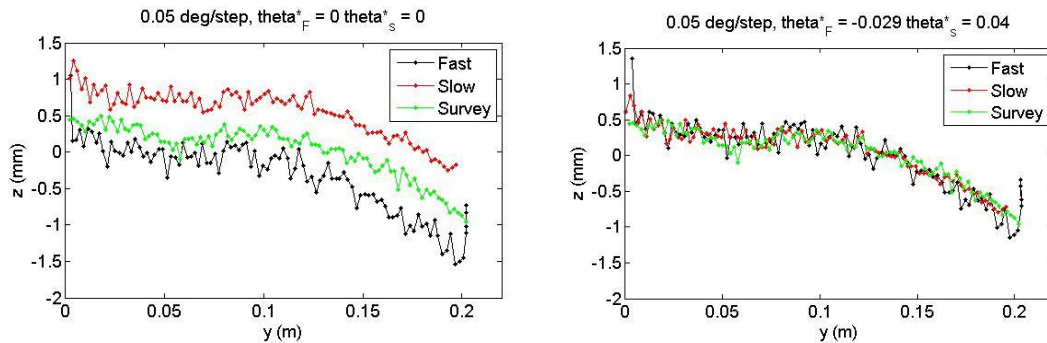 0.05 deg/step, theta*F = 0 theta*s = 0
1.5
1
0.5
0
-0.5
-1
-1.5
-2
z (mm)
0
0.05
0.1
0.15
0.2
y (m)
Fast
Slow
Survey
0.05 deg/step, theta*F = -0.029 theta*s = 0.04
1.5
1
0.5
0
-0.5
-1
-1.5
-2
z (mm)
0
0.05
0.1
0.15
0.2
y (m)
Fast
Slow
Survey